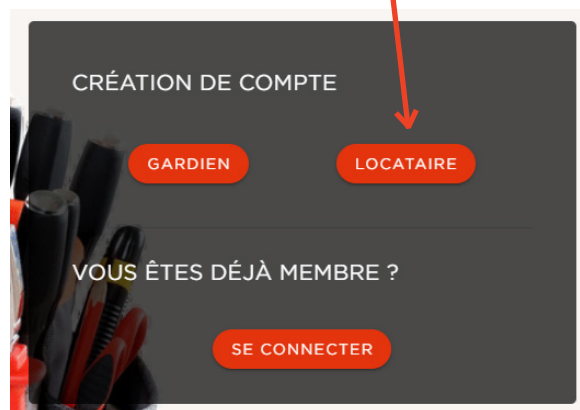 CRÉATION DE COMPTE
GARDIEN LOCATAIRE
VOUS ÊTES DÉJÀ MEMBRE ?
SE CONNECTER